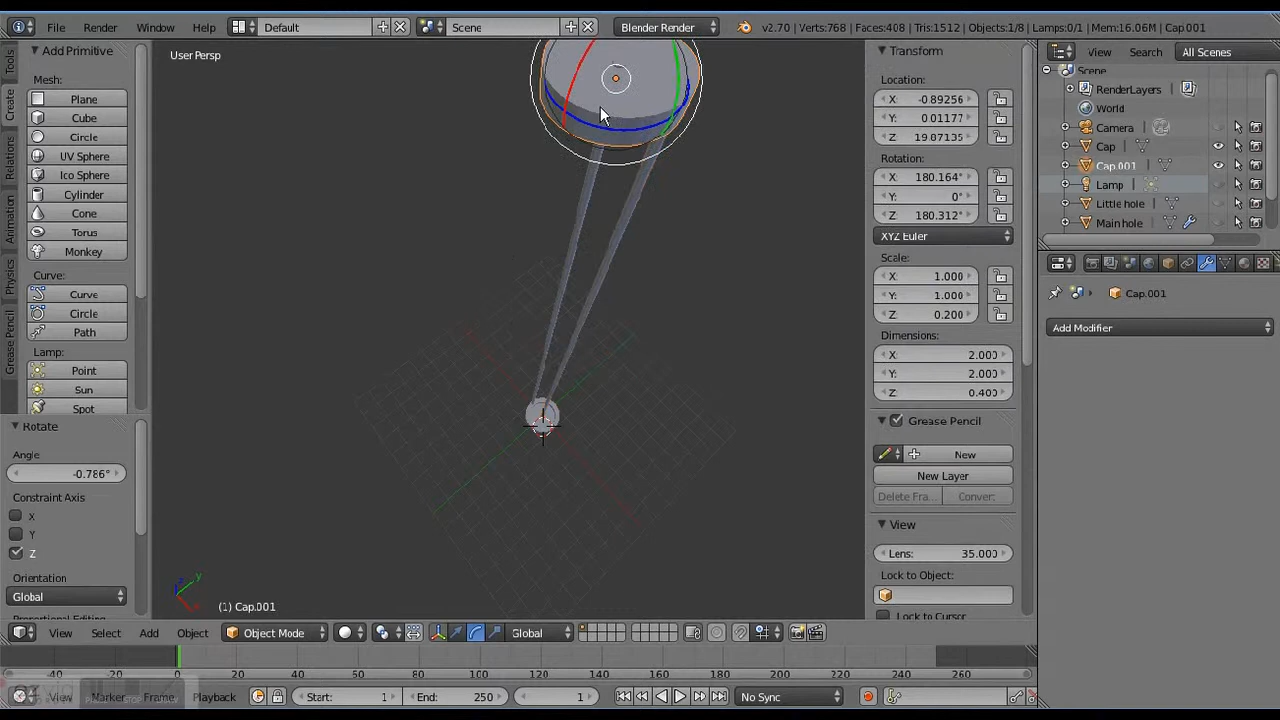 File Render Window Help Default Scene Blender Render v2.70 | Verts:768 | Faces:408 | Tris:1512 | Objects:1/8 | Lamps:0/1 | Mem:16.06M | Cap.001
Tools
Create
Relations
Animation
Physics
Grease Pencil
Add Primitive
Mesh:
Plane
Cube
Circle
UV Sphere
Ico Sphere
Cylinder
Cone
Torus
Monkey
Curve:
Curve
Circle
Path
Lamp:
Point
Sun
Spot
Rotate
Angle
-0.786°
Constraint Axis
X
Y
Z
Orientation
Global
User Persp
(1) Cap.001
Transform
Location:
X: -0.89256
Y: 0.01177
Z: 19.07135
Rotation:
X: 180.164°
Y: 0°
Z: 180.312°
XYZ Euler
Scale:
X: 1.000
Y: 1.000
Z: 0.200
Dimensions:
X: 2.000
Y: 2.000
Z: 0.400
Grease Pencil
New
New Layer
Delete Fra... Convert
View
Lens: 35.000
Lock to Object:
Lock to Cursor
View Search All Scenes
Scene
RenderLayers
World
Camera
Cap
Cap.001
Lamp
Little hole
Main hole
Cap.001
Add Modifier
View Select Add Object Object Mode Global
-40 -20 0 20 40 60 80 100 120 140 160 180 200 220 240 260
View Marker Frame Playback Start: 1 End: 250 1 No Sync